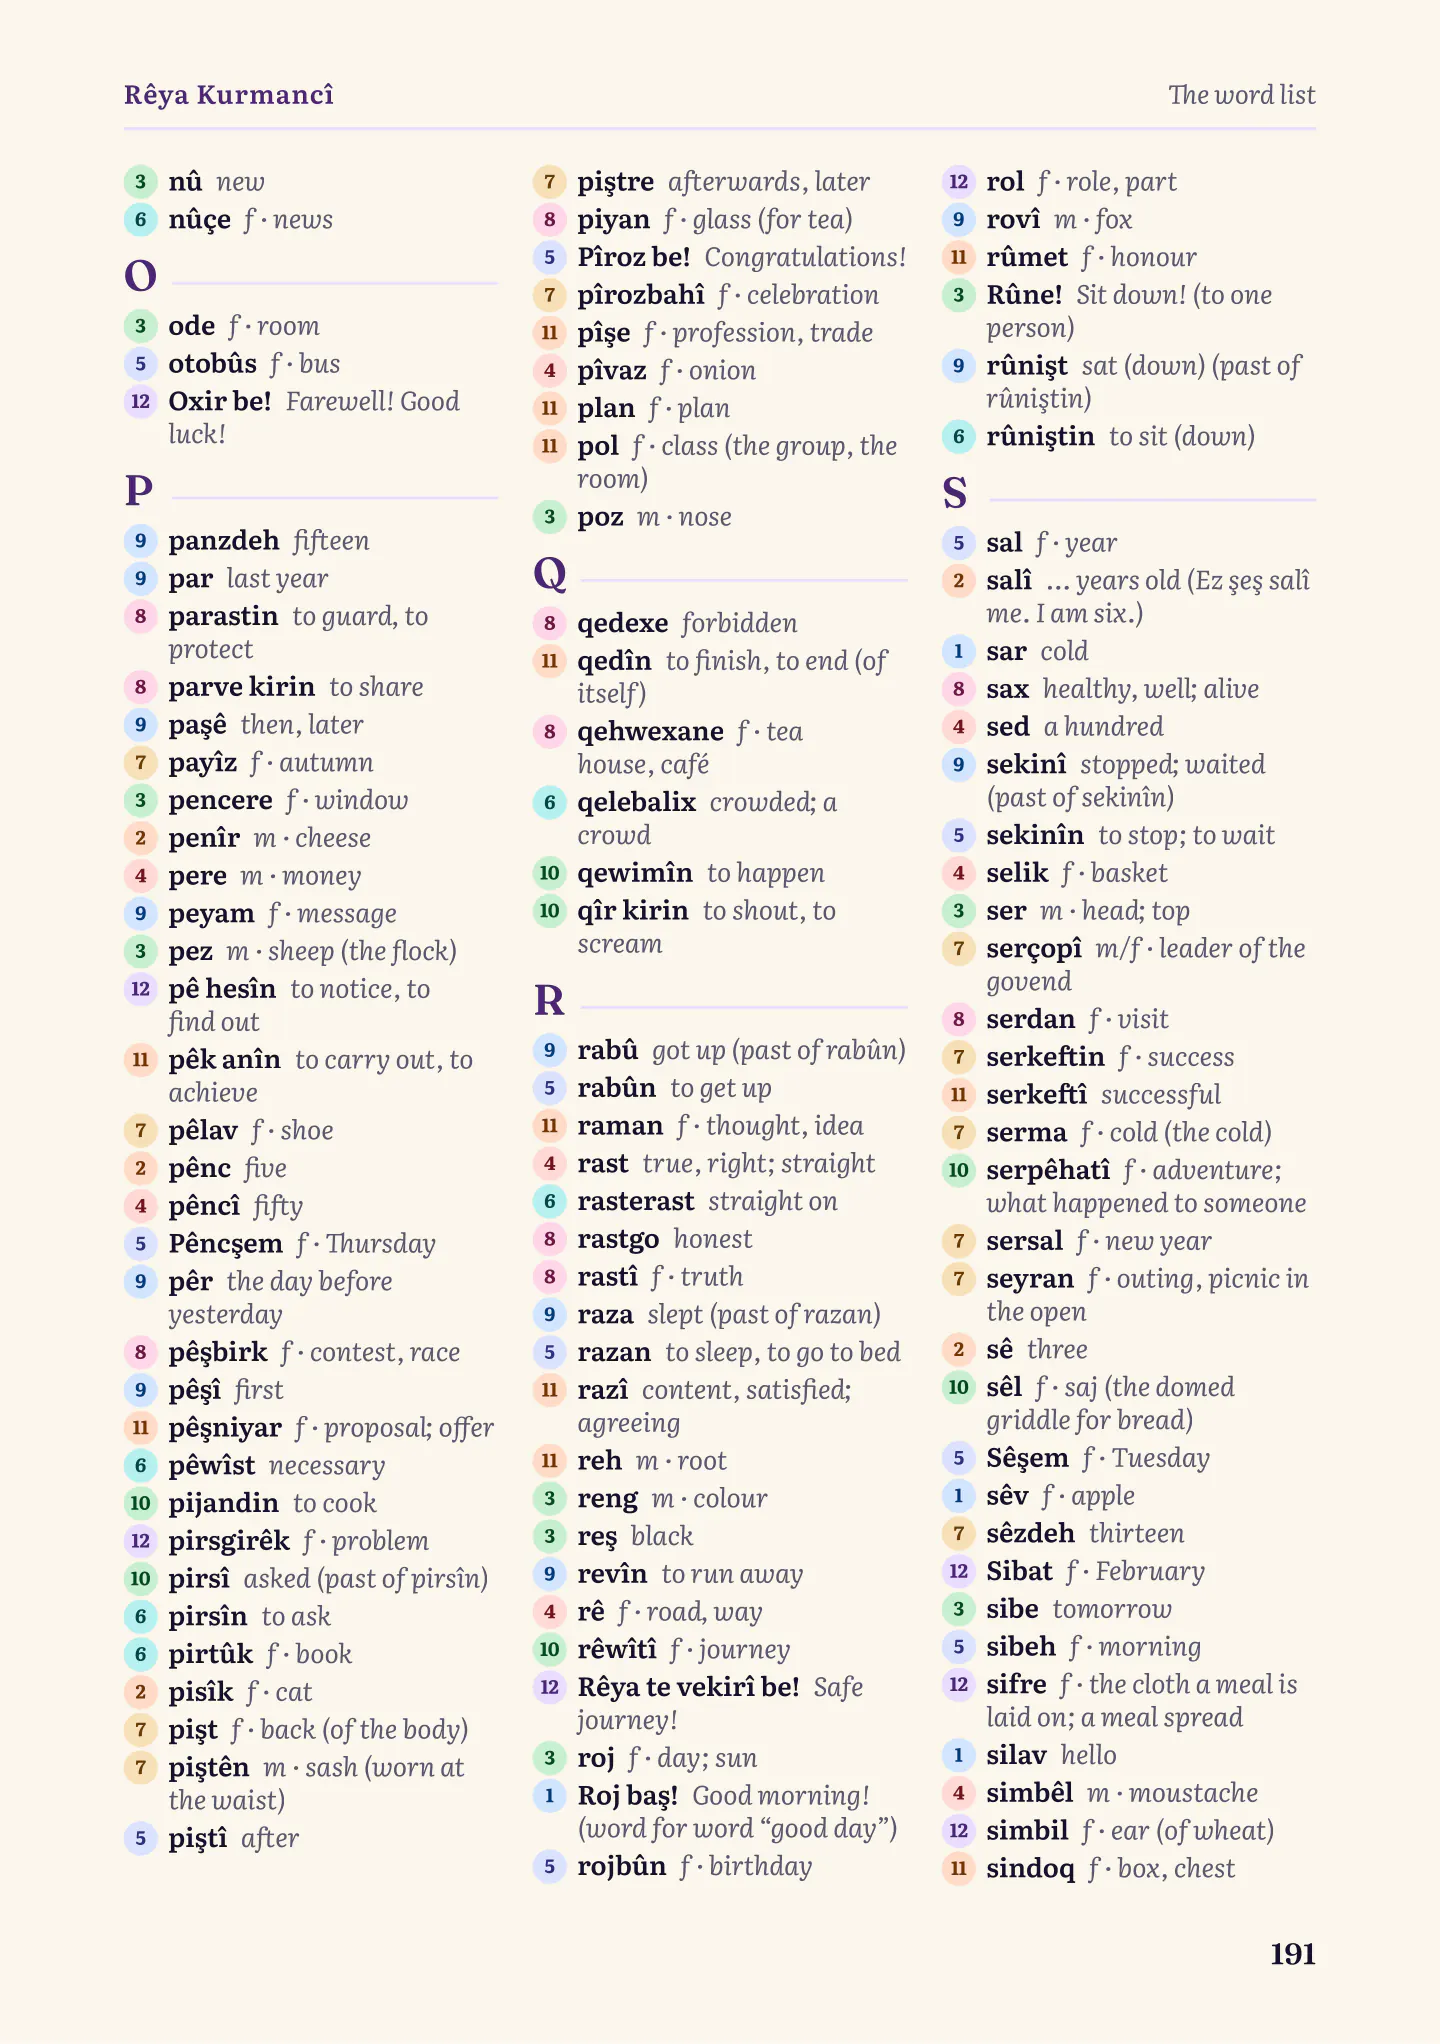 Rêya Kurmancî
The word list
3 nû new
6 nûçe f · news
O
3 ode f · room
5 otobûs f · bus
12 Oxir be! Farewell! Good
luck!
P
9 panzdeh fifteen
9 par last year
8 parastin to guard, to
protect
8 parve kirin to share
9 paşê then, later
7 payîz f · autumn
3 pencere f · window
2 penîr m · cheese
4 pere m · money
9 peyam f · message
3 pez m · sheep (the flock)
12 pê hesîn to notice, to
find out
11 pêk anîn to carry out, to
achieve
7 pêlav f · shoe
2 pênc five
4 pêncî fifty
5 Pêncşem f · Thursday
9 pêr the day before
yesterday
8 pêşbirk f · contest, race
9 pêşî first
11 pêşniyar f · proposal; offer
6 pêwîst necessary
10 pijandin to cook
12 pirsgirêk f · problem
10 pirsî asked (past of pirsîn)
6 pirsîn to ask
6 pirtûk f · book
2 pisîk f · cat
7 pişt f · back (of the body)
7 piştên m · sash (worn at
the waist)
5 piştî after
7 piştre afterwards, later
8 piyan f · glass (for tea)
5 Pîroz be! Congratulations!
7 pîrozbahî f · celebration
11 pîşe f · profession, trade
4 pîvaz f · onion
11 plan f · plan
11 pol f · class (the group, the
room)
3 poz m · nose
Q
8 qedexe forbidden
11 qedîn to finish, to end (of
itself)
8 qehwexane f · tea
house, café
6 qelebalix crowded; a
crowd
10 qewimîn to happen
10 qîr kirin to shout, to
scream
R
9 rabû got up (past of rabûn)
5 rabûn to get up
11 raman f · thought, idea
4 rast true, right; straight
6 rasterast straight on
8 rastgo honest
8 rastî f · truth
9 raza slept (past of razan)
5 razan to sleep, to go to bed
11 razî content, satisfied;
agreeing
11 reh m · root
3 reng m · colour
3 reş black
9 revîn to run away
4 rê f · road, way
10 rêwîtî f · journey
12 Rêya te vekirî be! Safe
journey!
3 roj f · day; sun
1 Roj baş! Good morning!
(word for word “good day”)
5 rojbûn f · birthday
12 rol f · role, part
9 rovî m · fox
11 rûmet f · honour
3 Rûne! Sit down! (to one
person)
9 rûnişt sat (down) (past of
rûniştin)
6 rûniştin to sit (down)
S
5 sal f · year
2 salî … years old (Ez şeş salî
me. I am six.)
1 sar cold
8 sax healthy, well; alive
4 sed a hundred
9 sekinî stopped; waited
(past of sekinîn)
5 sekinîn to stop; to wait
4 selik f · basket
3 ser m · head; top
7 serçopî m/f · leader of the
govend
8 serdan f · visit
7 serkeftin f · success
11 serkeftî successful
7 serma f · cold (the cold)
10 serpêhatî f · adventure;
what happened to someone
7 sersal f · new year
7 seyran f · outing, picnic in
the open
2 sê three
10 sêl f · saj (the domed
griddle for bread)
5 Sêşem f · Tuesday
1 sêv f · apple
7 sêzdeh thirteen
12 Sibat f · February
3 sibe tomorrow
5 sibeh f · morning
12 sifre f · the cloth a meal is
laid on; a meal spread
1 silav hello
4 simbêl m · moustache
12 simbil f · ear (of wheat)
11 sindoq f · box, chest
191